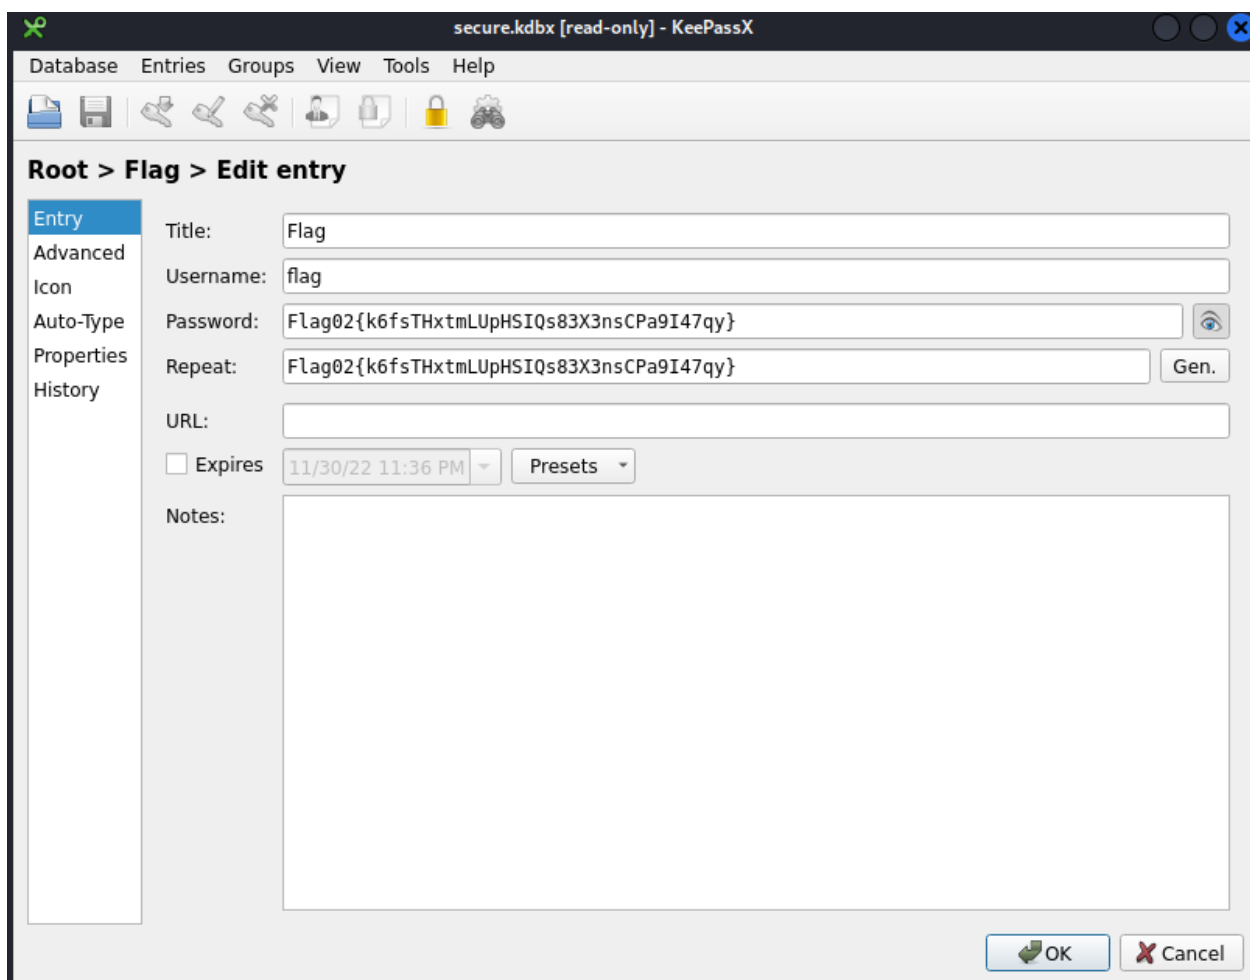 secure.kdbx [read-only] - KeePassX
Database Entries Groups View Tools Help
Root > Flag > Edit entry
Entry
Advanced
Icon
Auto-Type
Properties
History
Title: Flag
Username: flag
Password: Flag02{k6fsTHxtmLUpHSIQs83X3nsCPa9I47qy}
Repeat: Flag02{k6fsTHxtmLUpHSIQs83X3nsCPa9I47qy} Gen.
URL:
Expires 11/30/22 11:36 PM Presets
Notes:
OK Cancel